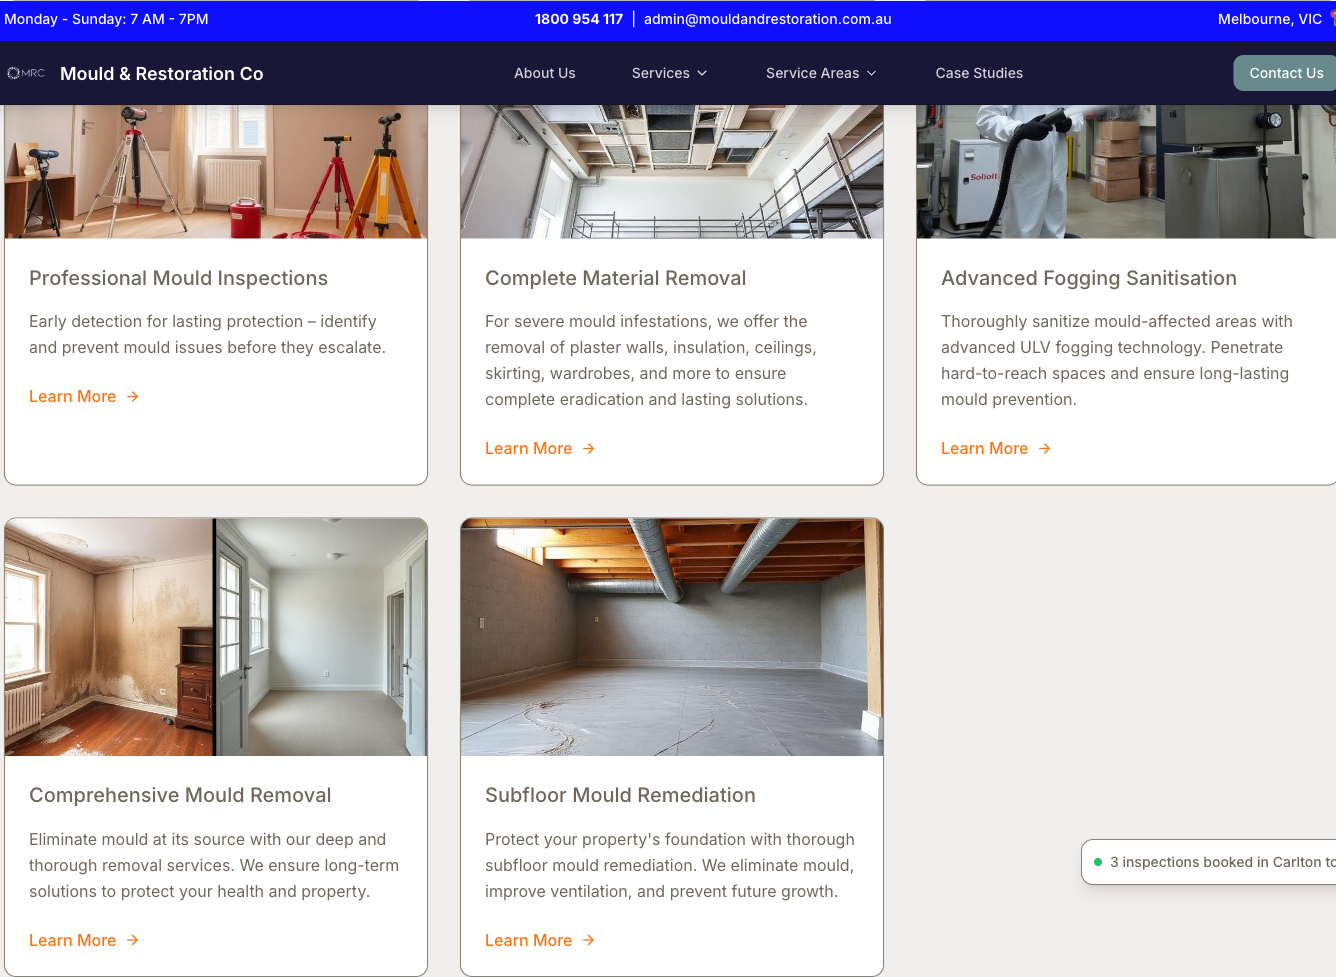 Monday - Sunday: 7 AM - 7PM
1800 954 117 | admin@mouldandrestoration.com.au
Melbourne, VIC
MRC
Mould & Restoration Co
About Us
Services
Service Areas
Case Studies
Contact Us
Professional Mould Inspections
Early detection for lasting protection – identify
and prevent mould issues before they escalate.
Learn More →
Complete Material Removal
For severe mould infestations, we offer the
removal of plaster walls, insulation, ceilings,
skirting, wardrobes, and more to ensure
complete eradication and lasting solutions.
Learn More →
Advanced Fogging Sanitisation
Thoroughly sanitize mould-affected areas with
advanced ULV fogging technology. Penetrate
hard-to-reach spaces and ensure long-lasting
mould prevention.
Learn More →
Comprehensive Mould Removal
Eliminate mould at its source with our deep and
thorough removal services. We ensure long-term
solutions to protect your health and property.
Learn More →
Subfloor Mould Remediation
Protect your property's foundation with thorough
subfloor mould remediation. We eliminate mould,
improve ventilation, and prevent future growth.
Learn More →
3 inspections booked in Carlton